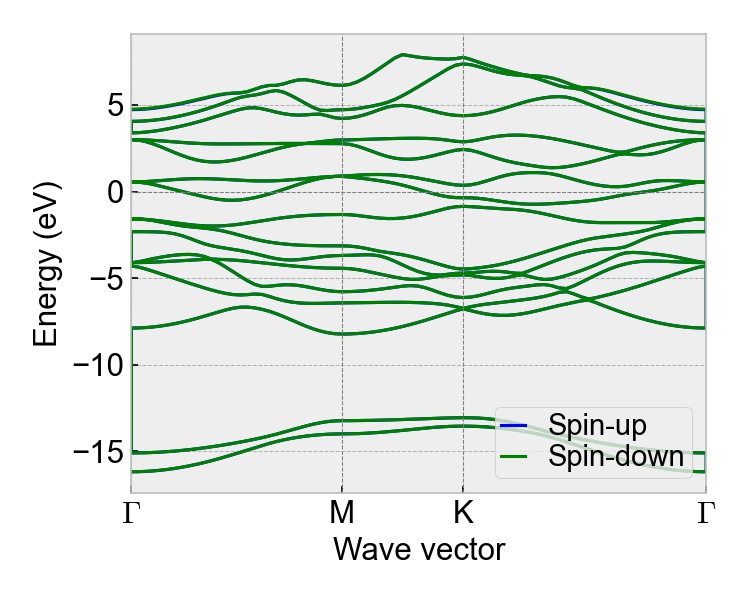 5
0
−5
−10
−15
Energy (eV)
Spin-up
Spin-down
Γ M K Γ
Wave vector